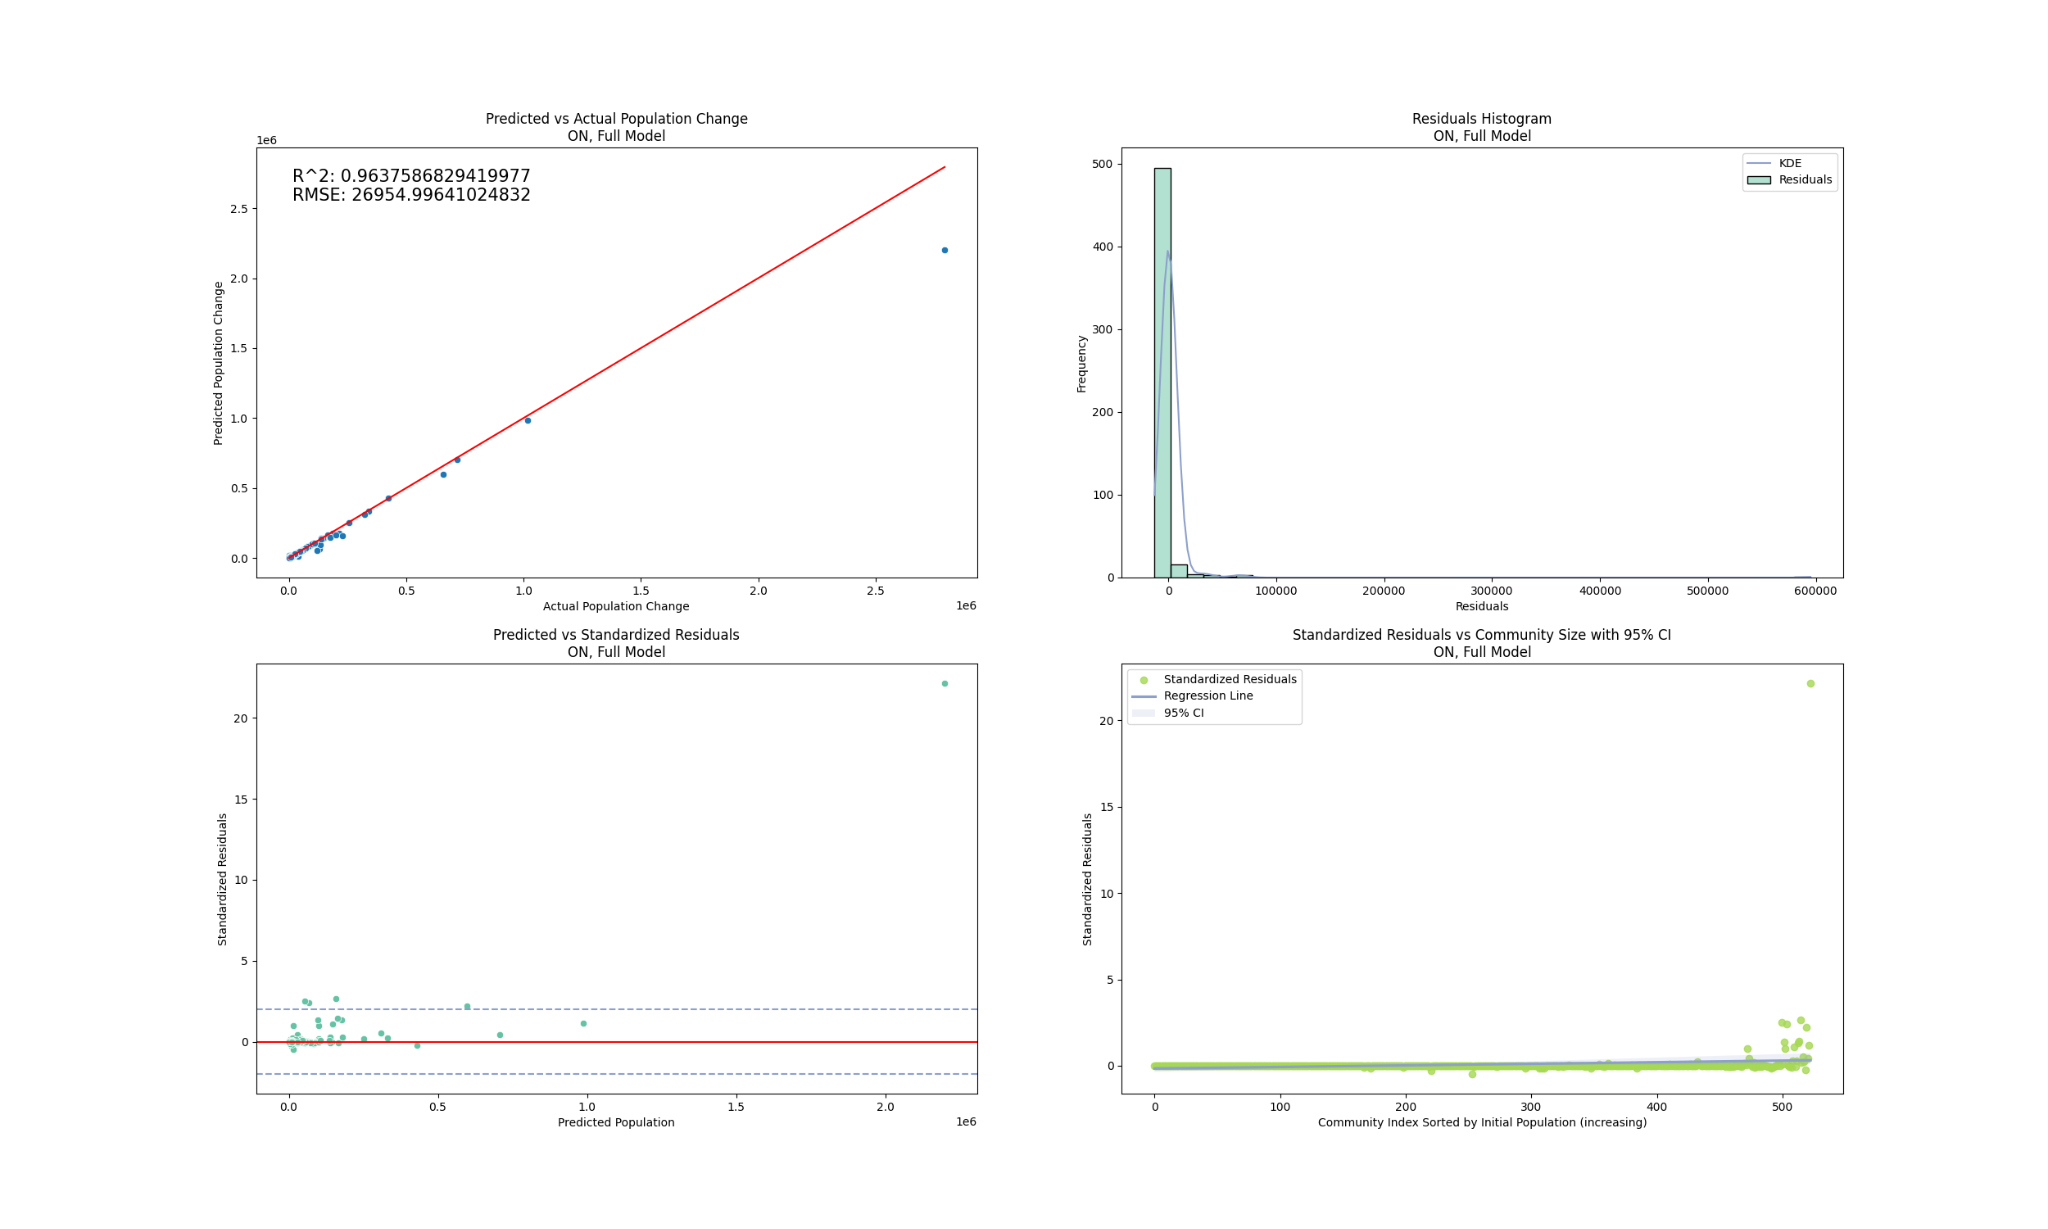 Predicted vs Actual Population Change
ON, Full Model
1e6
R^2: 0.9637586829419977
RMSE: 26954.99641024832
2.5
2.0
1.5
1.0
0.5
0.0
Predicted Population Change
0.0 0.5 1.0 1.5 2.0 2.5
1e6
Actual Population Change
Residuals Histogram
ON, Full Model
KDE
Residuals
500
400
300
200
100
0
Frequency
0 100000 200000 300000 400000 500000 600000
Residuals
Predicted vs Standardized Residuals
ON, Full Model
20
15
10
5
0
Standardized Residuals
0.0 0.5 1.0 1.5 2.0
1e6
Predicted Population
Standardized Residuals vs Community Size with 95% CI
ON, Full Model
Standardized Residuals
Regression Line
95% CI
20
15
10
5
0
Standardized Residuals
0 100 200 300 400 500
Community Index Sorted by Initial Population (increasing)